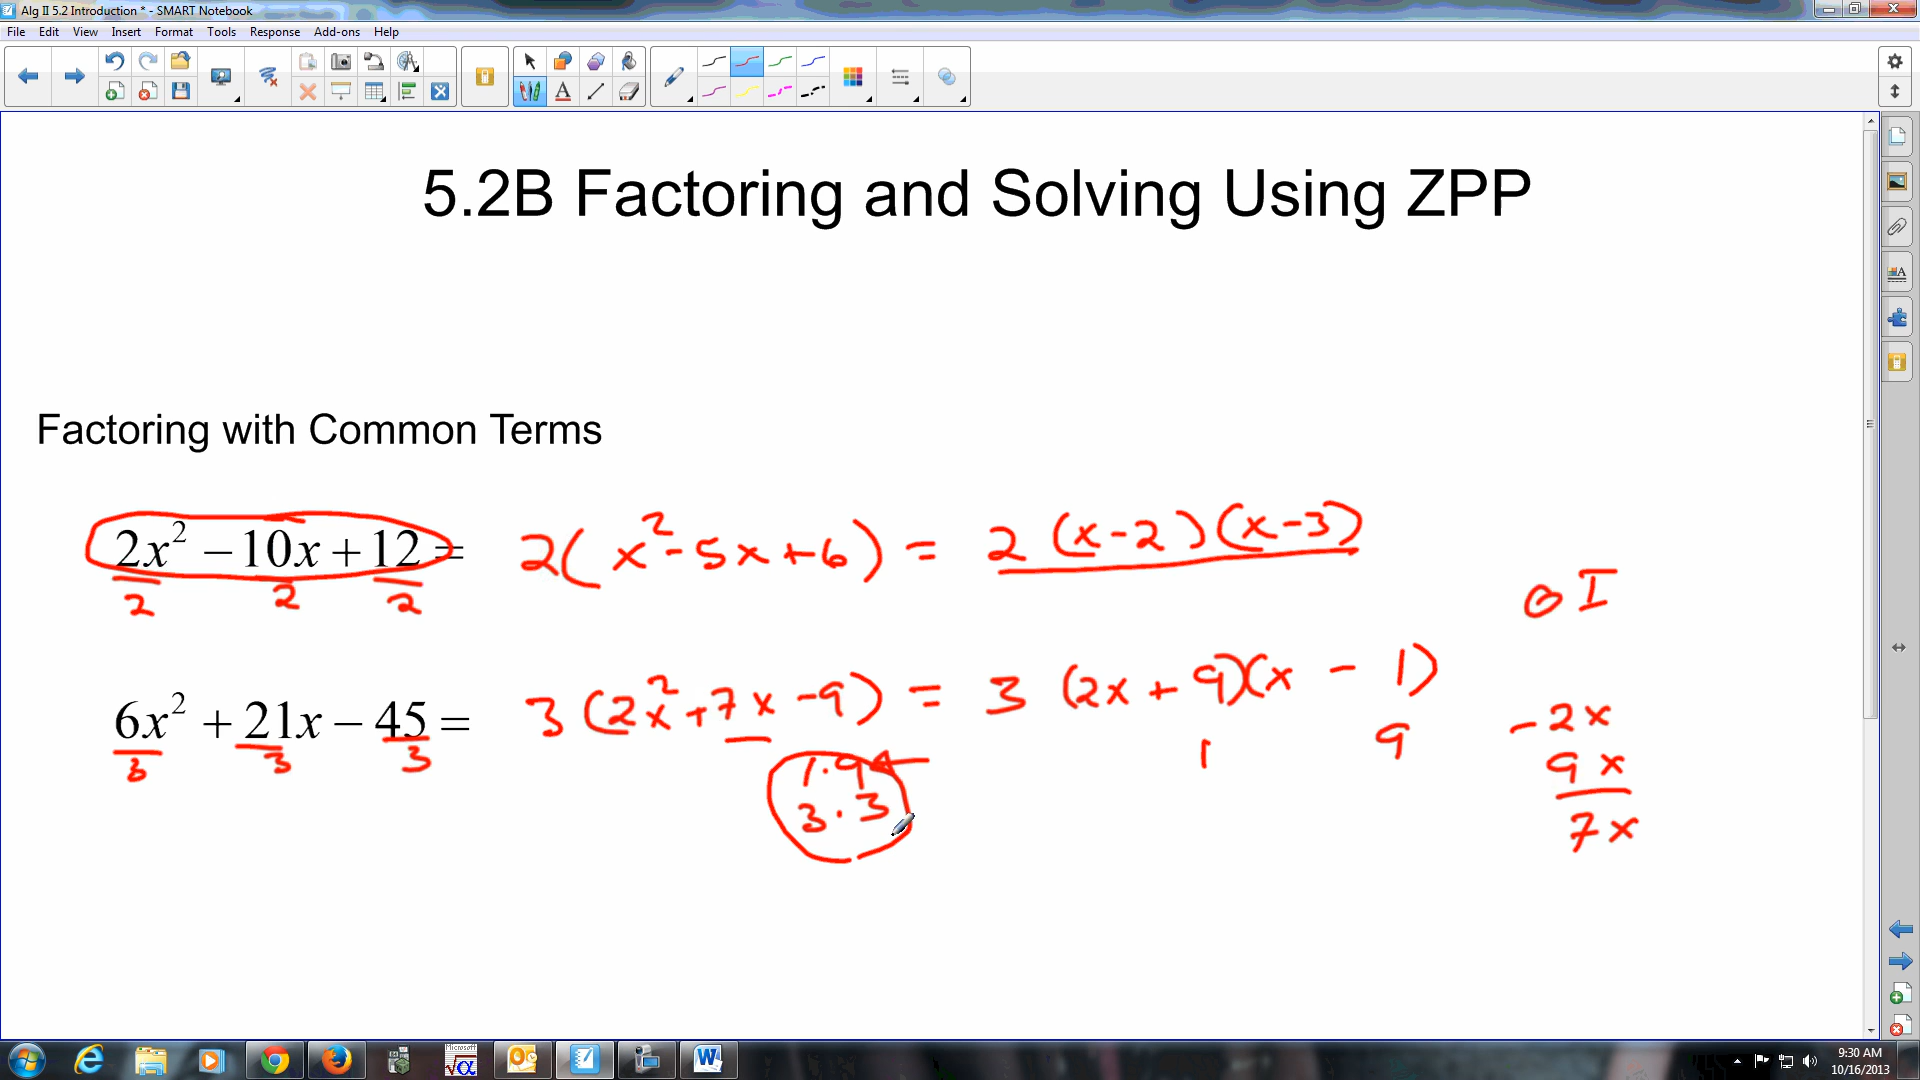 Alg II 5.2 Introduction * - SMART Notebook
File Edit View Insert Format Tools Response Add-ons Help
5.2B Factoring and Solving Using ZPP
Factoring with Common Terms
2x² − 10x + 12 = 2(x² - 5x + 6) = 2 (x - 2)(x - 3)
2 2 2
O I
6x² + 21x − 45 = 3 (2x² + 7x - 9) = 3 (2x + 9)(x - 1)
3 3 3
1 9
1 · 9
3 · 3
- 2x
9x
7x
Microsoft
√α
W
9:30 AM
10/16/2013